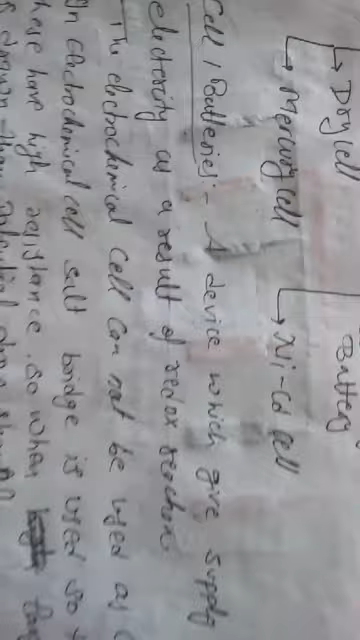 ↳ Dry cell
↳ Mercury cell
Battery
↳ Ni-Cd cell
Cell / Batteries:- A device which give supply
electricity as a result of redox reaction.
The electrochemical cell can not be used as
In electrochemical cell salt bridge is used so
these have high resistance. So when